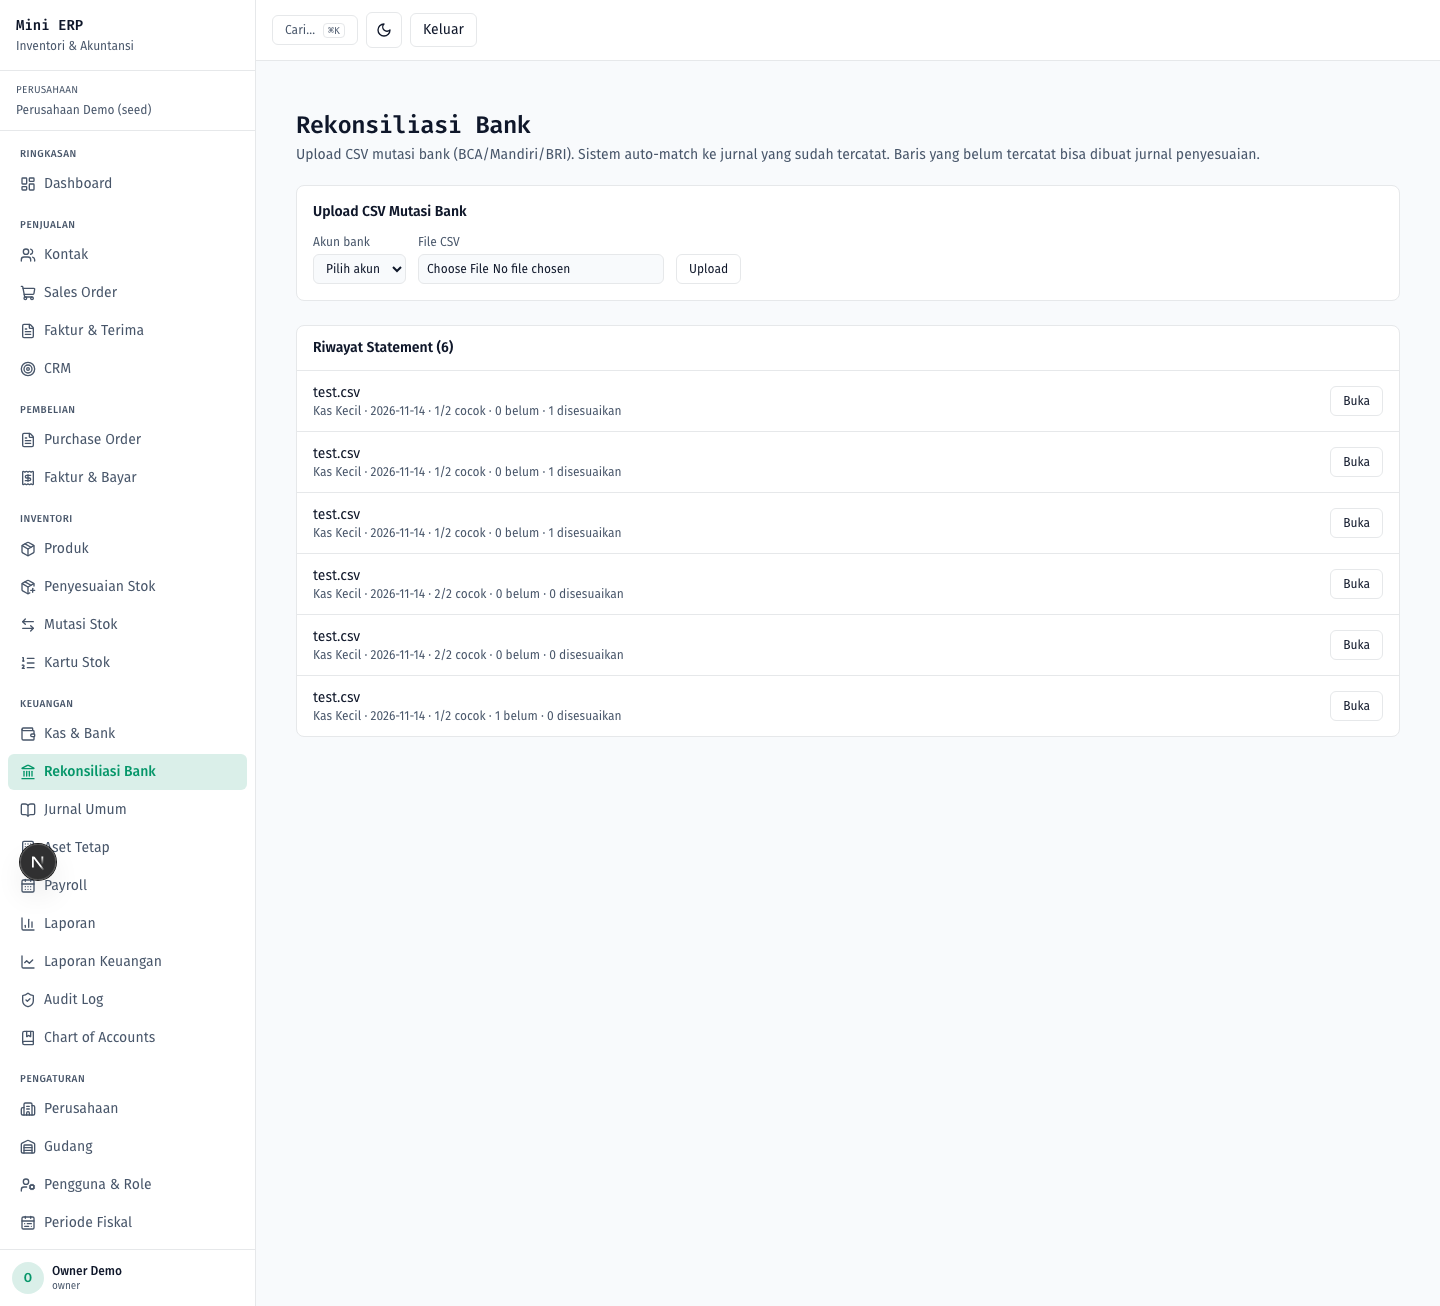 Mini ERP
Inventori & Akuntansi
PERUSAHAAN
Perusahaan Demo (seed)
RINGKASAN
Dashboard
PENJUALAN
Kontak
Sales Order
Faktur & Terima
CRM
PEMBELIAN
Purchase Order
Faktur & Bayar
INVENTORI
Produk
Penyesuaian Stok
Mutasi Stok
Kartu Stok
KEUANGAN
Kas & Bank
Rekonsiliasi Bank
Jurnal Umum
Aset Tetap
N
Payroll
Laporan
Laporan Keuangan
Audit Log
Chart of Accounts
PENGATURAN
Perusahaan
Gudang
Pengguna & Role
Periode Fiskal
O
Owner Demo
owner
Cari... ⌘K Keluar
Rekonsiliasi Bank
Upload CSV mutasi bank (BCA/Mandiri/BRI). Sistem auto-match ke jurnal yang sudah tercatat. Baris yang belum tercatat bisa dibuat jurnal penyesuaian.
Upload CSV Mutasi Bank
Akun bank File CSV
Pilih akun Choose File No file chosen Upload
Riwayat Statement (6)
test.csv
Kas Kecil · 2026-11-14 · 1/2 cocok · 0 belum · 1 disesuaikan
Buka
test.csv
Kas Kecil · 2026-11-14 · 1/2 cocok · 0 belum · 1 disesuaikan
Buka
test.csv
Kas Kecil · 2026-11-14 · 1/2 cocok · 0 belum · 1 disesuaikan
Buka
test.csv
Kas Kecil · 2026-11-14 · 2/2 cocok · 0 belum · 0 disesuaikan
Buka
test.csv
Kas Kecil · 2026-11-14 · 2/2 cocok · 0 belum · 0 disesuaikan
Buka
test.csv
Kas Kecil · 2026-11-14 · 1/2 cocok · 1 belum · 0 disesuaikan
Buka